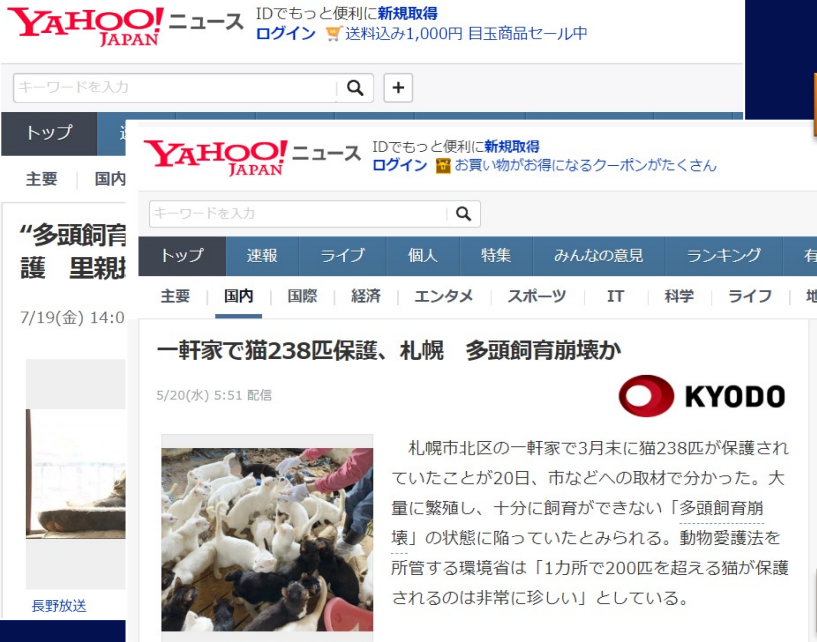 YAHOO! JAPAN ニュース
IDでもっと便利に新規取得
ログイン 送料込み1,000円 目玉商品セール中
キーワードを入力
+
トップ
主要 国内
“多頭飼育
護 里親
7/19(金) 14:0
長野放送
YAHOO! JAPAN ニュース
IDでもっと便利に新規取得
ログイン お買い物がお得になるクーポンがたくさん
キーワードを入力
トップ 速報 ライブ 個人 特集 みんなの意見 ランキング 有
主要 国内 国際 経済 エンタメ スポーツ IT 科学 ライフ 地
一軒家で猫238匹保護、札幌 多頭飼育崩壊か
5/20(水) 5:51 配信
KYODO
札幌市北区の一軒家で3月末に猫238匹が保護され
ていたことが20日、市などへの取材で分かった。大
量に繁殖し、十分に飼育ができない「多頭飼育崩
壊」の状態に陥っていたとみられる。動物愛護法を
所管する環境省は「1カ所で200匹を超える猫が保護
されるのは非常に珍しい」としている。